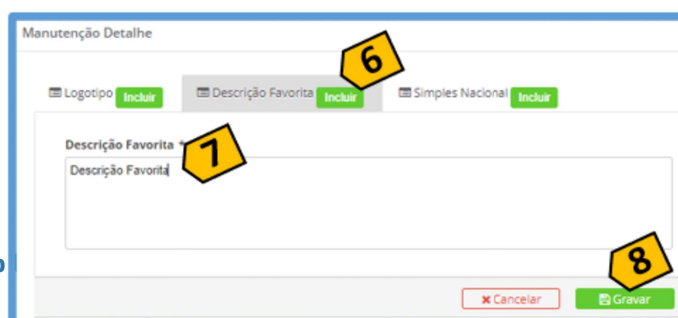 Manutenção Detalhe
6
Logotipo Incluir Descrição Favorita Incluir Simples Nacional Incluir
Descrição Favorita *
7
Descrição Favorita
o
8
Cancelar Gravar